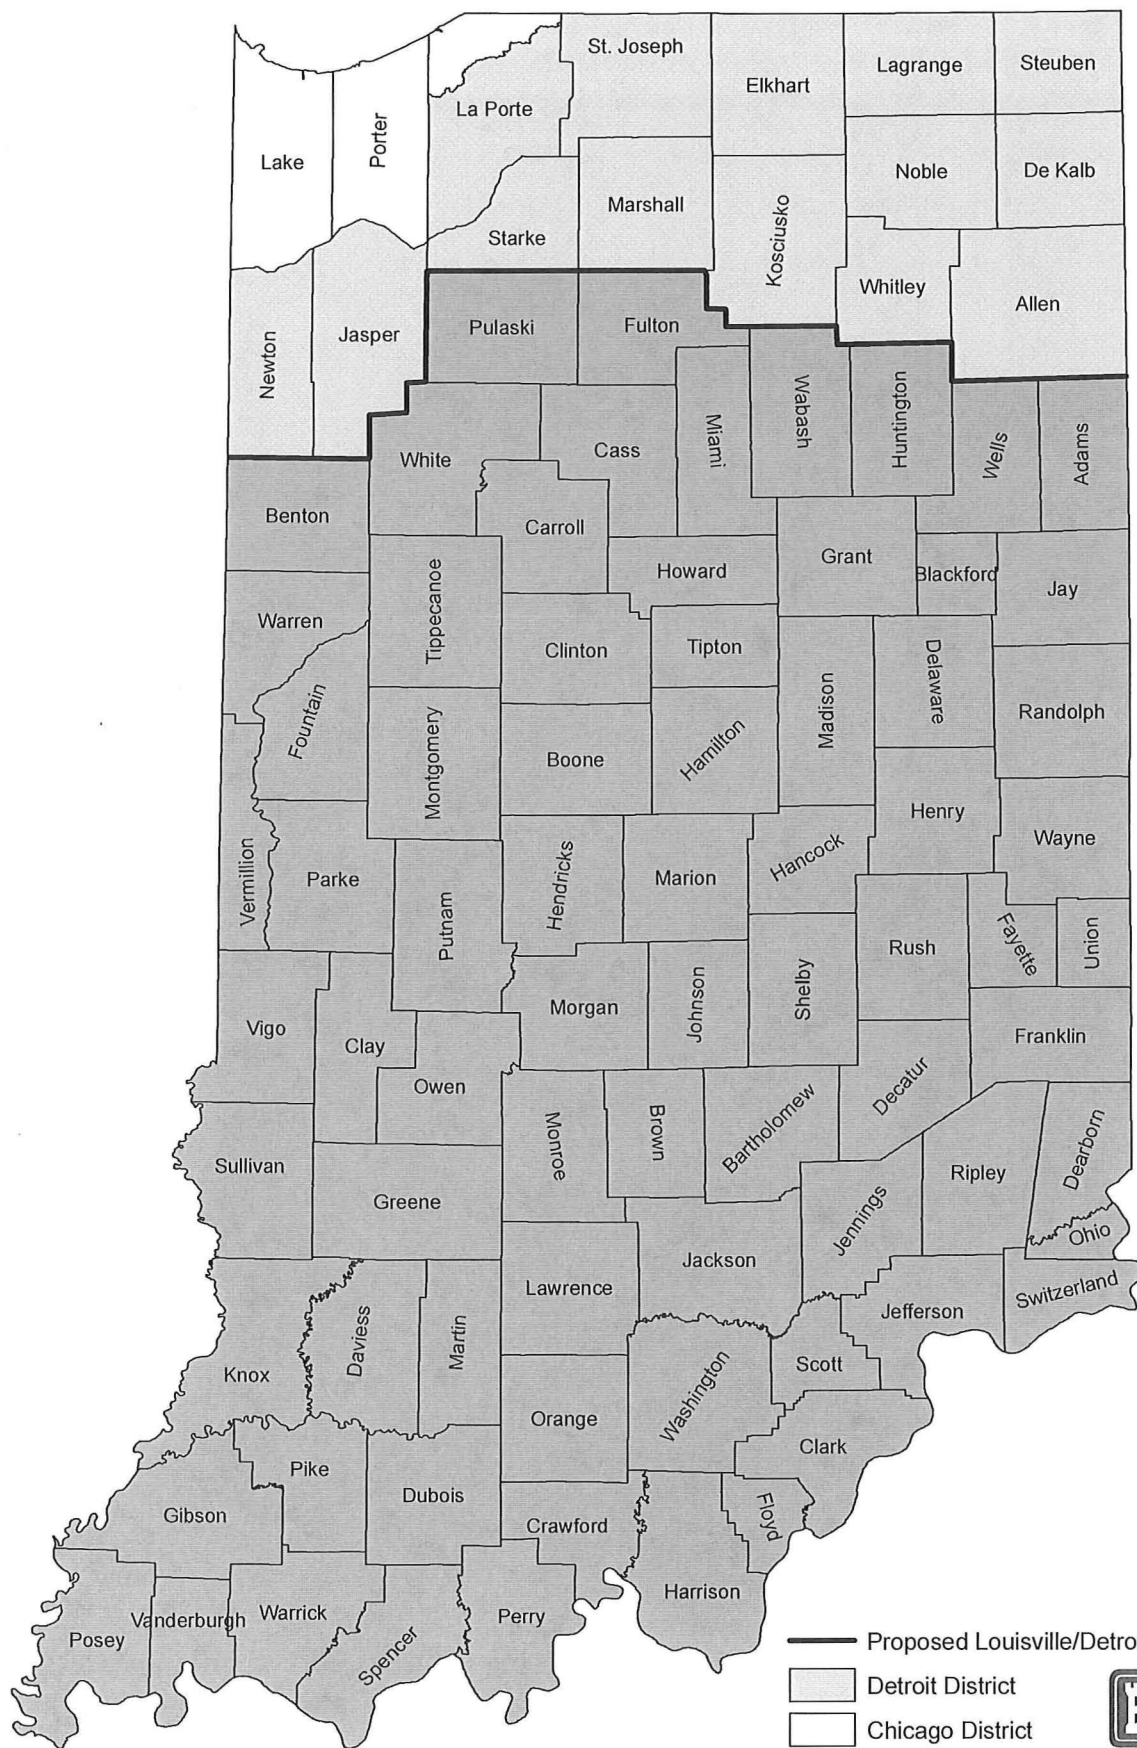 St. Joseph
Elkhart
Lagrange
Steuben
La Porte
Lake
Porter
Noble
De Kalb
Marshall
Kosciusko
Starke
Whitley
Allen
Newton
Jasper
Pulaski
Fulton
Wabash
Huntington
Miami
Wells
Adams
White
Cass
Benton
Carroll
Grant
Howard
Blackford
Jay
Warren
Tippecanoe
Clinton
Tipton
Delaware
Madison
Randolph
Fountain
Montgomery
Boone
Hamilton
Henry
Wayne
Vermillion
Parke
Putnam
Hendricks
Marion
Hancock
Rush
Fayette
Union
Vigo
Clay
Morgan
Johnson
Shelby
Franklin
Owen
Decatur
Monroe
Brown
Bartholomew
Dearborn
Sullivan
Greene
Ripley
Jennings
Ohio
Jackson
Lawrence
Switzerland
Jefferson
Knox
Daviess
Martin
Scott
Washington
Orange
Clark
Pike
Dubois
Gibson
Crawford
Floyd
Harrison
Posey
Vanderburgh
Warrick
Spencer
Perry
Proposed Louisville/Detro
Detroit District
Chicago District